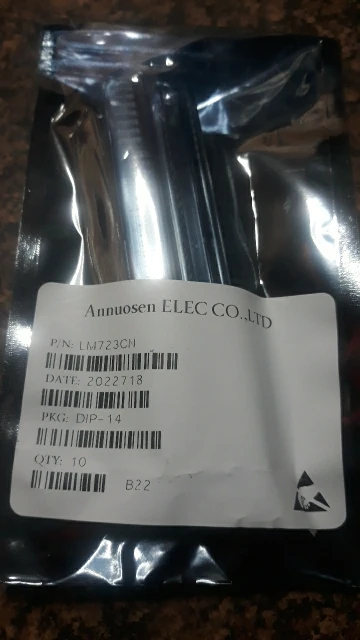 Annuosen ELEC CO.,LTD
P/N: LM723CN
DATE: 2022718
PKG: DIP-14
QTY: 10
B22